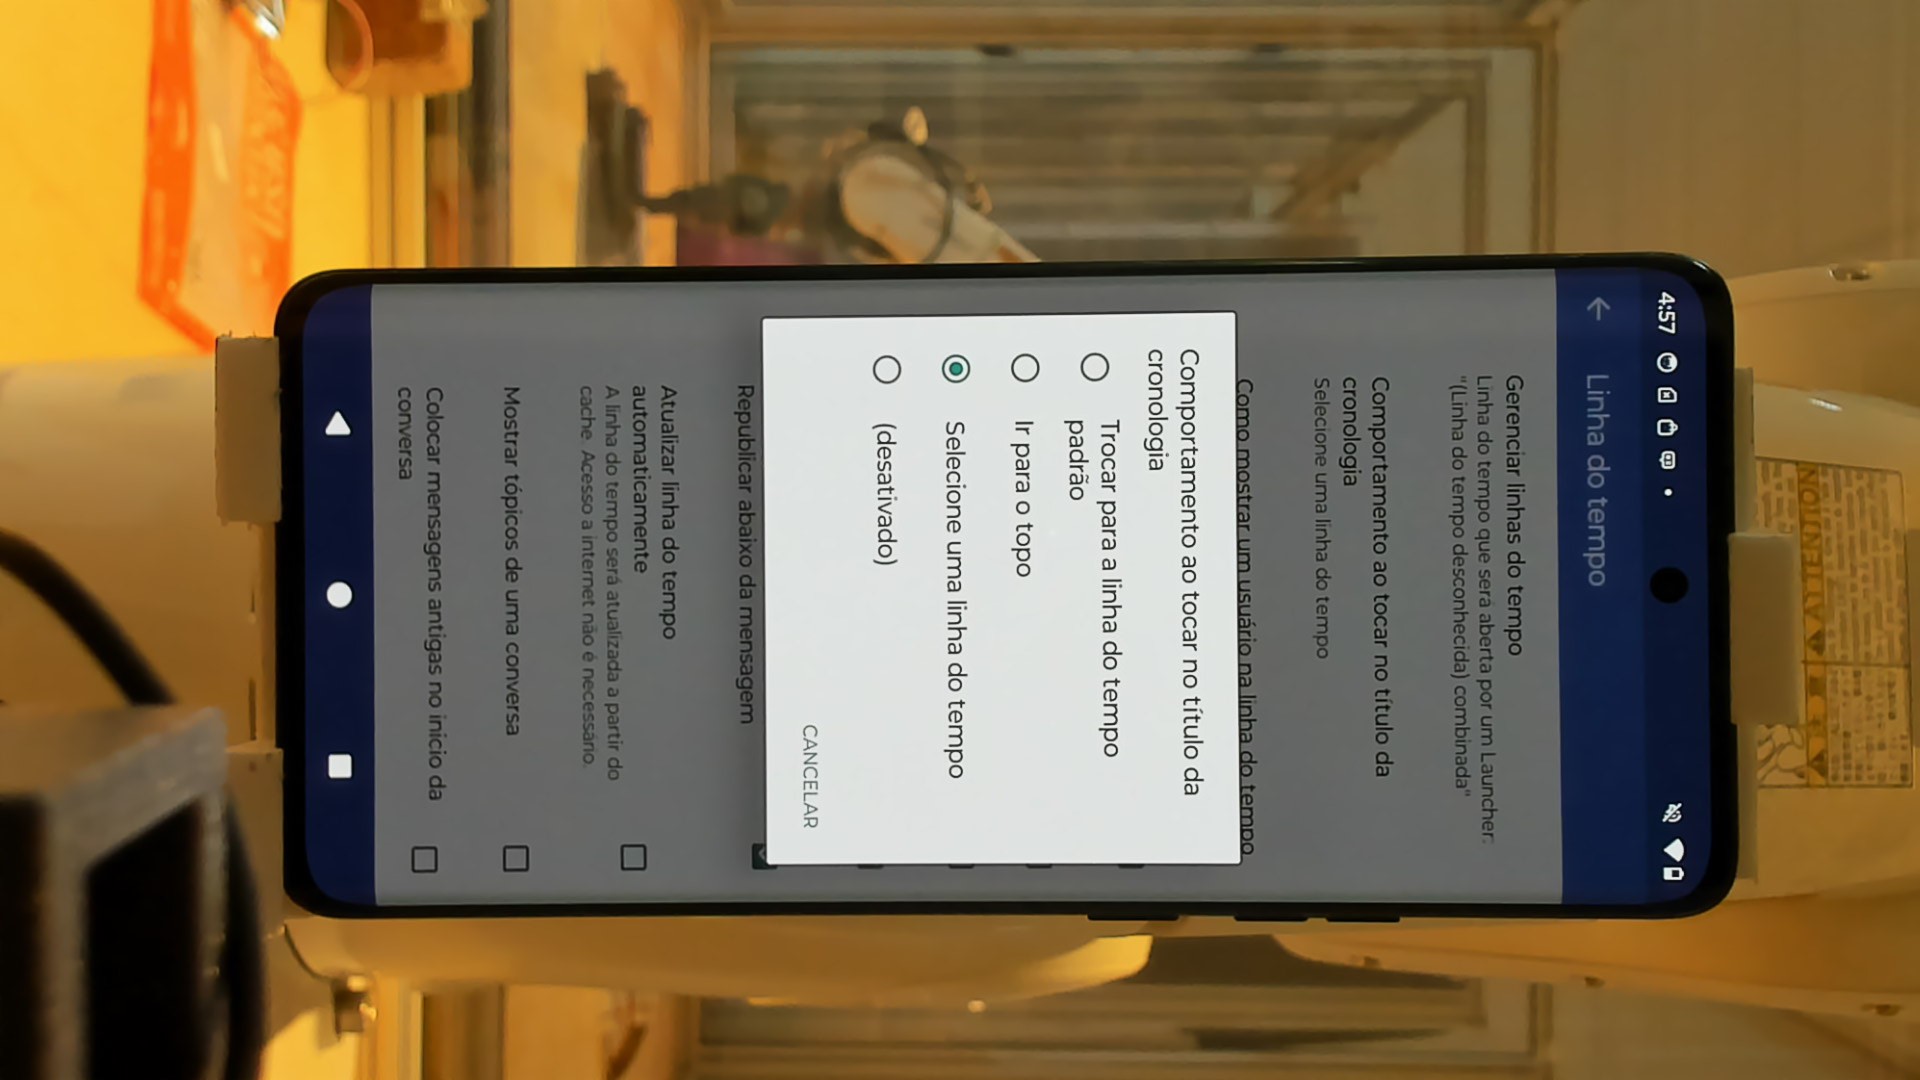 4:57
Linha do tempo
Gerenciar linhas do tempo
Linha do tempo que será aberta por um Launcher:
"(Linha do tempo desconhecida) combinada"
Comportamento ao tocar no título da
cronologia
Selecione uma linha do tempo
Como mostrar um usuário na linha do tempo
Comportamento ao tocar no título da
cronologia
Trocar para a linha do tempo
padrão
Ir para o topo
Selecione uma linha do tempo
(desativado)
CANCELAR
Republicar abaixo da mensagem
Atualizar linha do tempo
automaticamente
A linha do tempo será atualizada a partir do
cache. Acesso a internet não é necessário.
Mostrar tópicos de uma conversa
Colocar mensagens antigas no início da
conversa
ATTENTION